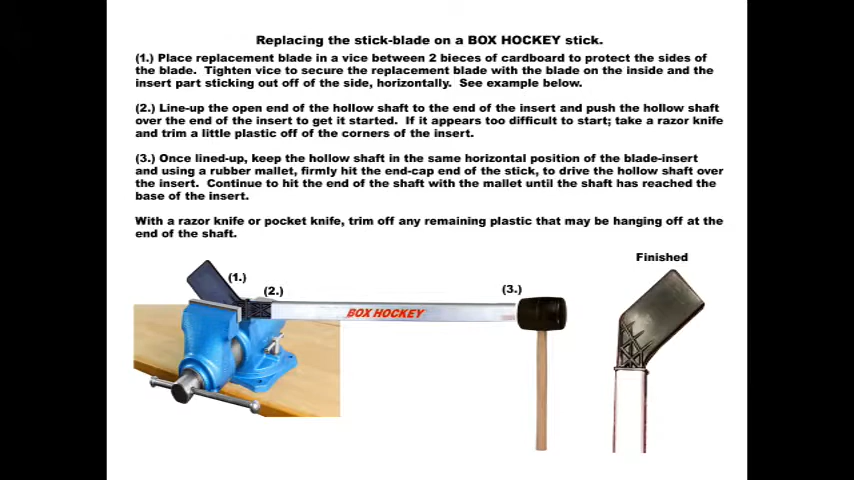 Replacing the stick-blade on a BOX HOCKEY stick.
(1.) Place replacement blade in a vice between 2 bieces of cardboard to protect the sides of
the blade. Tighten vice to secure the replacement blade with the blade on the inside and the
insert part sticking out off of the side, horizontally. See example below.
(2.) Line-up the open end of the hollow shaft to the end of the insert and push the hollow shaft
over the end of the insert to get it started. If it appears too difficult to start; take a razor knife
and trim a little plastic off of the corners of the insert.
(3.) Once lined-up, keep the hollow shaft in the same horizontal position of the blade-insert
and using a rubber mallet, firmly hit the end-cap end of the stick, to drive the hollow shaft over
the insert. Continue to hit the end of the shaft with the mallet until the shaft has reached the
base of the insert.
With a razor knife or pocket knife, trim off any remaining plastic that may be hanging off at the
end of the shaft.
Finished
(1.)
(2.)
(3.)
BOX HOCKEY